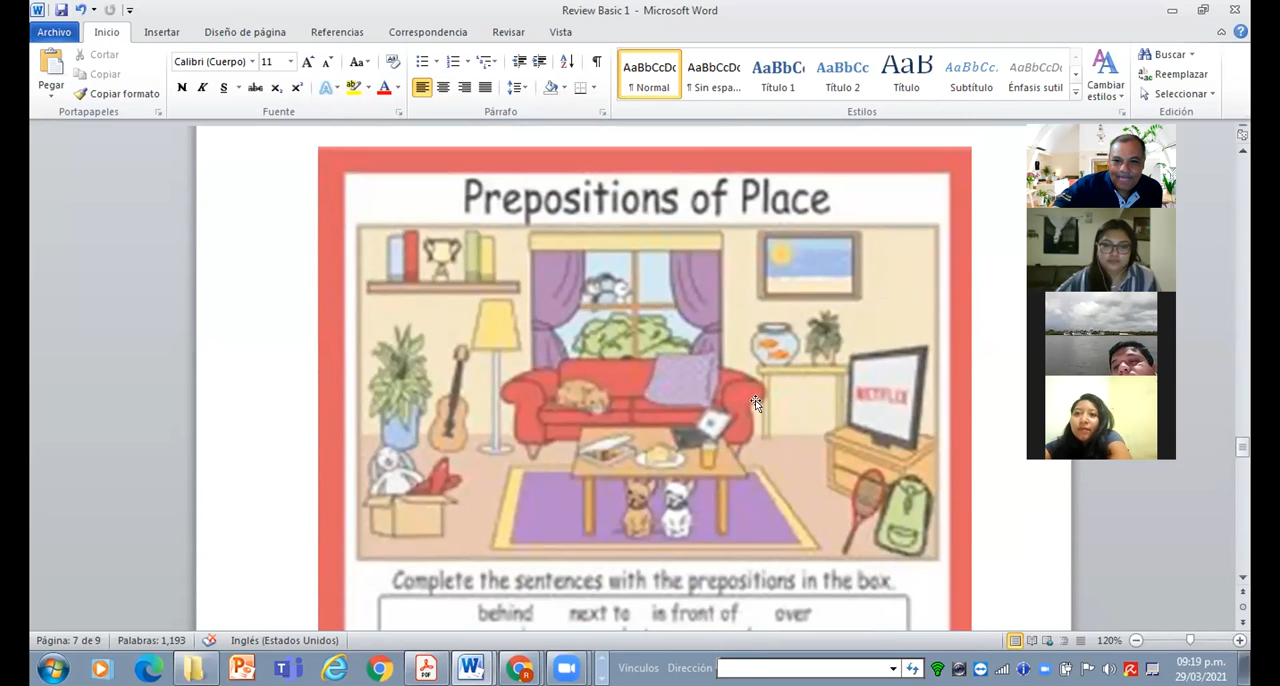 Review Basic 1 - Microsoft Word
Archivo Inicio Insertar Diseño de página Referencias Correspondencia Revisar Vista
Pegar
Cortar
Copiar
Copiar formato
Portapapeles
Calibri (Cuerpo) 11
Fuente
Párrafo
AaBbCcDc AaBbCcDc AaBbC AaBbCc AaB AaBbCc. AaBbCcDc
¶ Normal ¶ Sin espa... Título 1 Título 2 Título Subtítulo Énfasis sutil
Cambiar
estilos
Estilos
Buscar
Reemplazar
Seleccionar
Edición
Prepositions of Place
NETFLIX
Complete the sentences with the prepositions in the box.
behind next to in front of over
Página: 7 de 9 Palabras: 1,193 Inglés (Estados Unidos) 120%
Vínculos Dirección
09:19 p.m.
29/03/2021